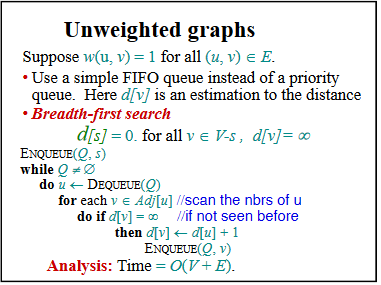 Unweighted graphs
Suppose w(u, v) = 1 for all (u, v) ∈ E.
• Use a simple FIFO queue instead of a priority
queue. Here d[v] is an estimation to the distance
• Breadth-first search
d[s] = 0. for all v ∈ V-s , d[v]= ∞
ENQUEUE(Q, s)
while Q ≠ ∅
do u ← DEQUEUE(Q)
for each v ∈ Adj[u] //scan the nbrs of u
do if d[v] = ∞ //if not seen before
then d[v] ← d[u] + 1
ENQUEUE(Q, v)
Analysis: Time = O(V + E).